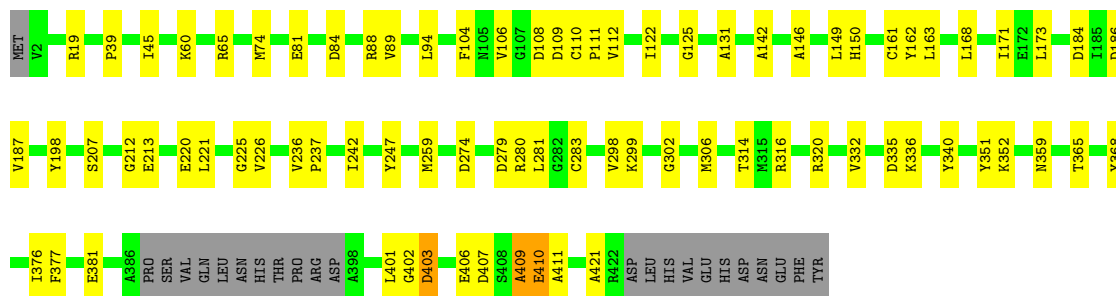 MET V2 R19 P39 I45 K60 R65 M74 E81 D84 R88 V89 L94 F104 N105 V106 G107 D108 D109 C110 P111 V112 I122 G125 A131 A142 A146 L149 H150 C161 Y162 L163 L168 I171 E172 L173 D184 I185 D186
V187 Y198 S207 G212 E213 E220 L221 G225 V226 V236 P237 I242 Y247 M259 D274 D279 R280 L281 G282 C283 V298 K299 G302 M306 T314 M315 R316 R320 V332 D335 K336 Y340 Y351 K352 N359 T365 Y368
I376 F377 E381 A386 PRO SER VAL GLN LEU ASN HIS THR PRO ARG ASP A398 L401 G402 D403 E406 D407 S408 A409 E410 A411 A421 R422 ASP LEU HIS VAL GLU HIS ASP ASN GLU PHE TYR